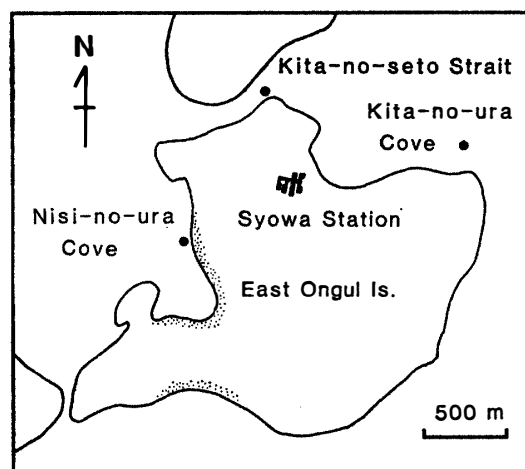 N
Kita-no-seto Strait
Kita-no-ura
Cove
Nisi-no-ura
Cove
Syowa Station
East Ongul Is.
500 m